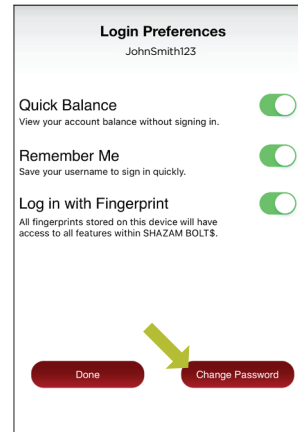 Login Preferences
JohnSmith123
Quick Balance
View your account balance without signing in.
Remember Me
Save your username to sign in quickly.
Log in with Fingerprint
All fingerprints stored on this device will have
access to all features within SHAZAM BOLT$.
Done
Change Password